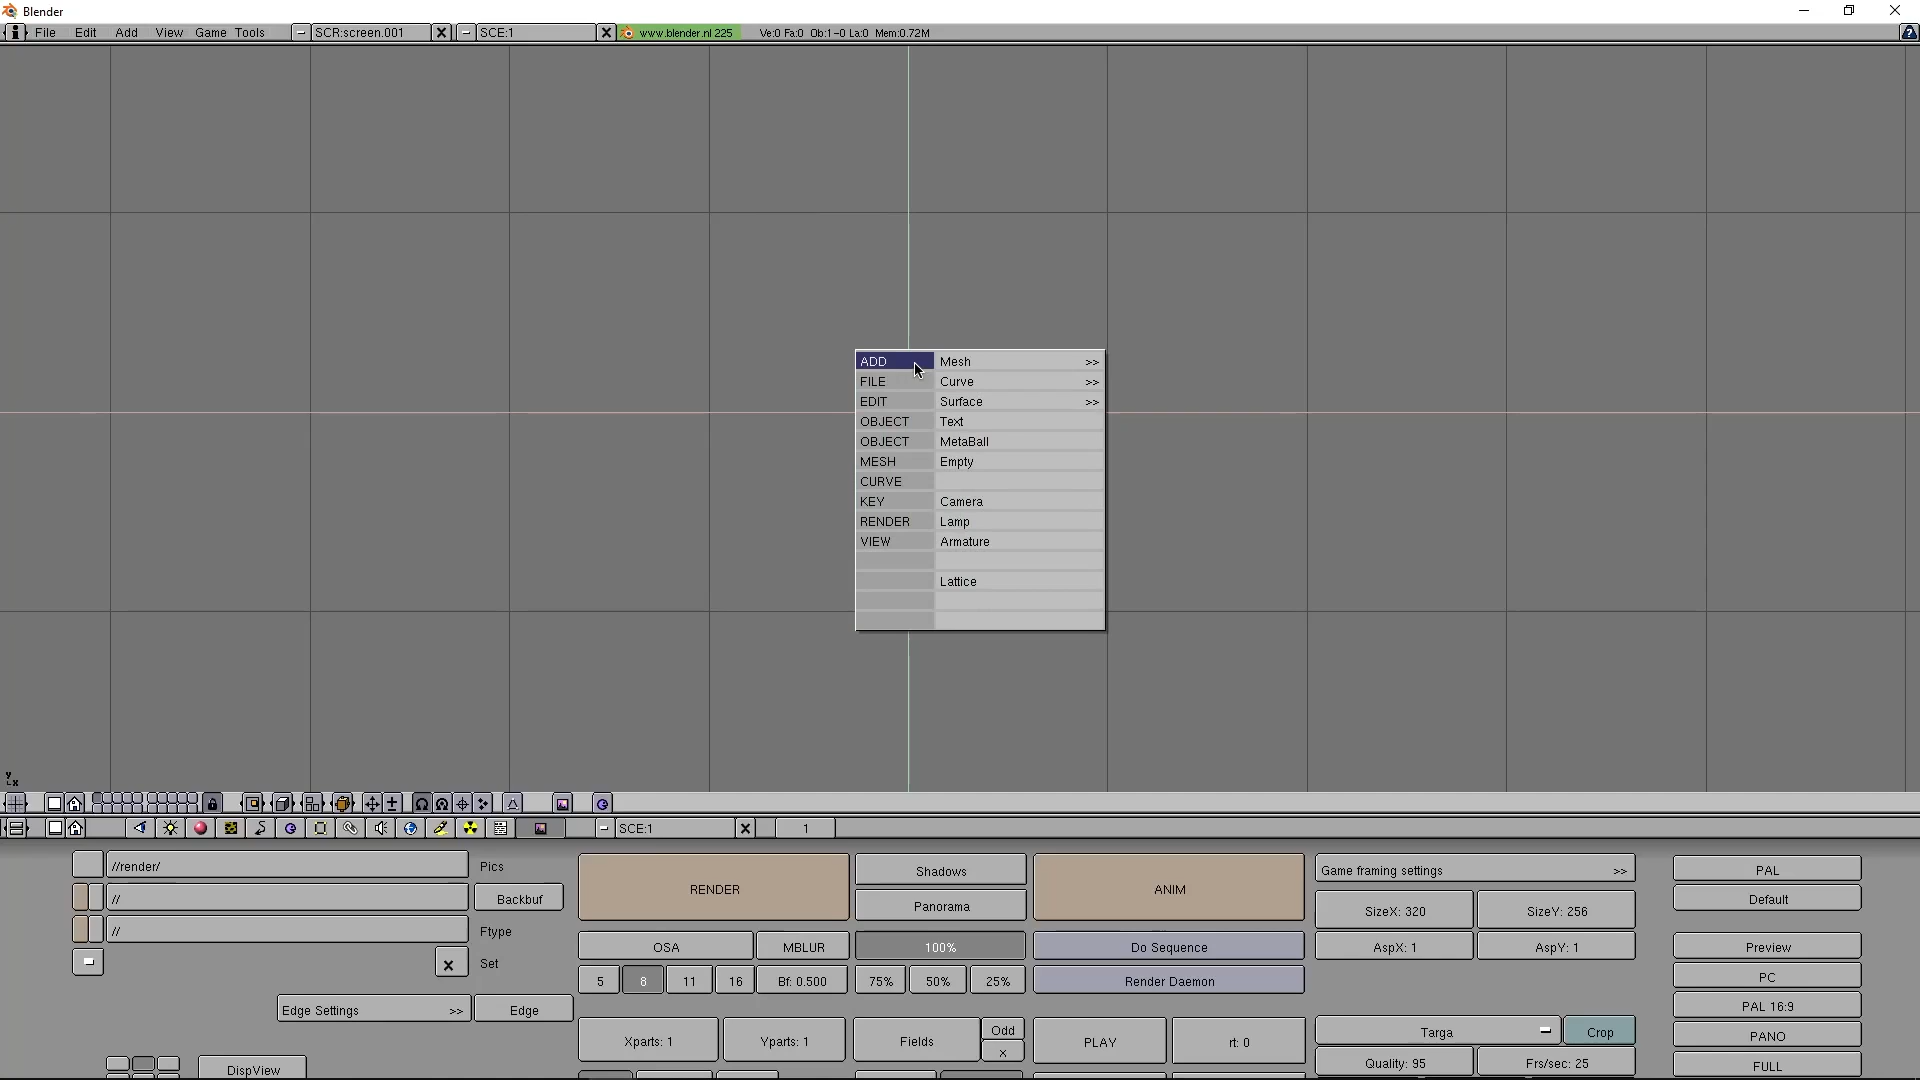 Blender
File Edit Add View Game Tools SCR:screen.001 SCE:1 www.blender.nl 225 Ve:0 Fa:0 Ob:1-0 La:0 Mem:0.72M
ADD Mesh >>
FILE Curve >>
EDIT Surface >>
OBJECT Text
OBJECT MetaBall
MESH Empty
CURVE
KEY Camera
RENDER Lamp
VIEW Armature
Lattice
y
x
SCE:1 1
//render/ Pics
// Backbuf
// Ftype
Set
Edge Settings >> Edge
DispView
RENDER Shadows ANIM
Panorama
OSA MBLUR 100% Do Sequence
5 8 11 16 Bf: 0.500 75% 50% 25% Render Daemon
Xparts: 1 Yparts: 1 Fields Odd PLAY rt: 0
x
Game framing settings >>
SizeX: 320 SizeY: 256
AspX: 1 AspY: 1
Targa Crop
Quality: 95 Frs/sec: 25
PAL
Default
Preview
PC
PAL 16:9
PANO
FULL